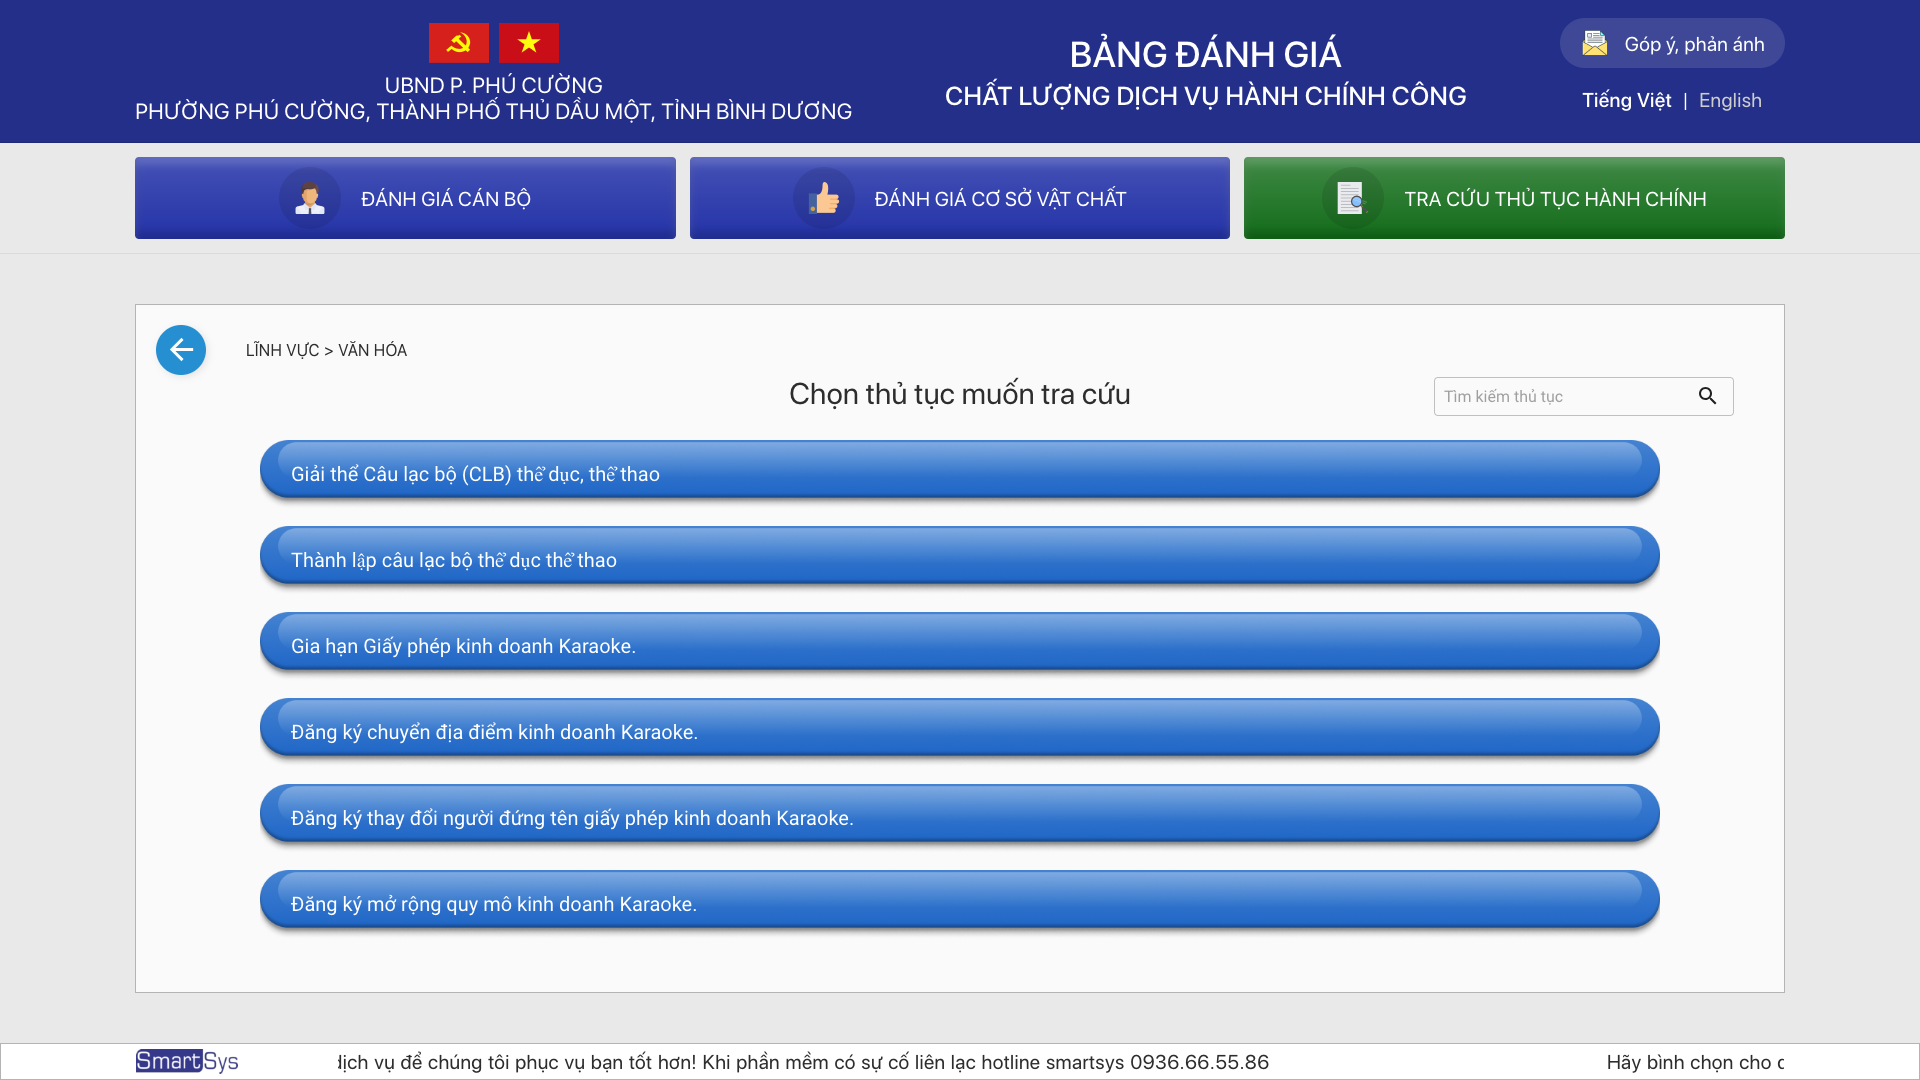 UBND P. PHÚ CƯỜNG
PHƯỜNG PHÚ CƯỜNG, THÀNH PHỐ THỦ DẦU MỘT, TỈNH BÌNH DƯƠNG
BẢNG ĐÁNH GIÁ
CHẤT LƯỢNG DỊCH VỤ HÀNH CHÍNH CÔNG
Góp ý, phản ánh
Tiếng Việt | English
ĐÁNH GIÁ CÁN BỘ
ĐÁNH GIÁ CƠ SỞ VẬT CHẤT
TRA CỨU THỦ TỤC HÀNH CHÍNH
LĨNH VỰC > VĂN HÓA
Chọn thủ tục muốn tra cứu
Tìm kiếm thủ tục
Giải thể Câu lạc bộ (CLB) thể dục, thể thao
Thành lập câu lạc bộ thể dục thể thao
Gia hạn Giấy phép kinh doanh Karaoke.
Đăng ký chuyển địa điểm kinh doanh Karaoke.
Đăng ký thay đổi người đứng tên giấy phép kinh doanh Karaoke.
Đăng ký mở rộng quy mô kinh doanh Karaoke.
SmartSys
dịch vụ để chúng tôi phục vụ bạn tốt hơn! Khi phần mềm có sự cố liên lạc hotline smartsys 0936.66.55.86
Hãy bình chọn cho